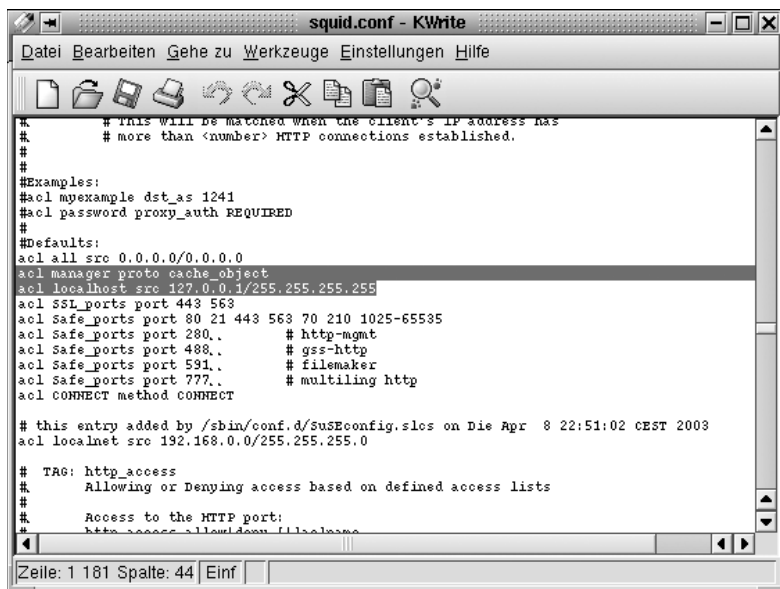 squid.conf - KWrite
Datei Bearbeiten Gehe zu Werkzeuge Einstellungen Hilfe
# # This will be matched when the client's IP address has
# # more than <number> HTTP connections established.
#
#
#Examples:
#acl myexample dst_as 1241
#acl password proxy_auth REQUIRED
#
#Defaults:
acl all src 0.0.0.0/0.0.0.0
acl manager proto cache_object
acl localhost src 127.0.0.1/255.255.255.255
acl SSL_ports port 443 563
acl Safe_ports port 80 21 443 563 70 210 1025-65535
acl Safe_ports port 280.. # http-mgmt
acl Safe_ports port 488.. # gss-http
acl Safe_ports port 591.. # filemaker
acl Safe_ports port 777.. # multiling http
acl CONNECT method CONNECT
# this entry added by /sbin/conf.d/SuSEconfig.slcs on Die Apr 8 22:51:02 CEST 2003
acl localnet src 192.168.0.0/255.255.255.0
# TAG: http_access
# Allowing or Denying access based on defined access lists
#
# Access to the HTTP port:
# http_access allow|deny [!]aclname
Zeile: 1 181 Spalte: 44 Einf